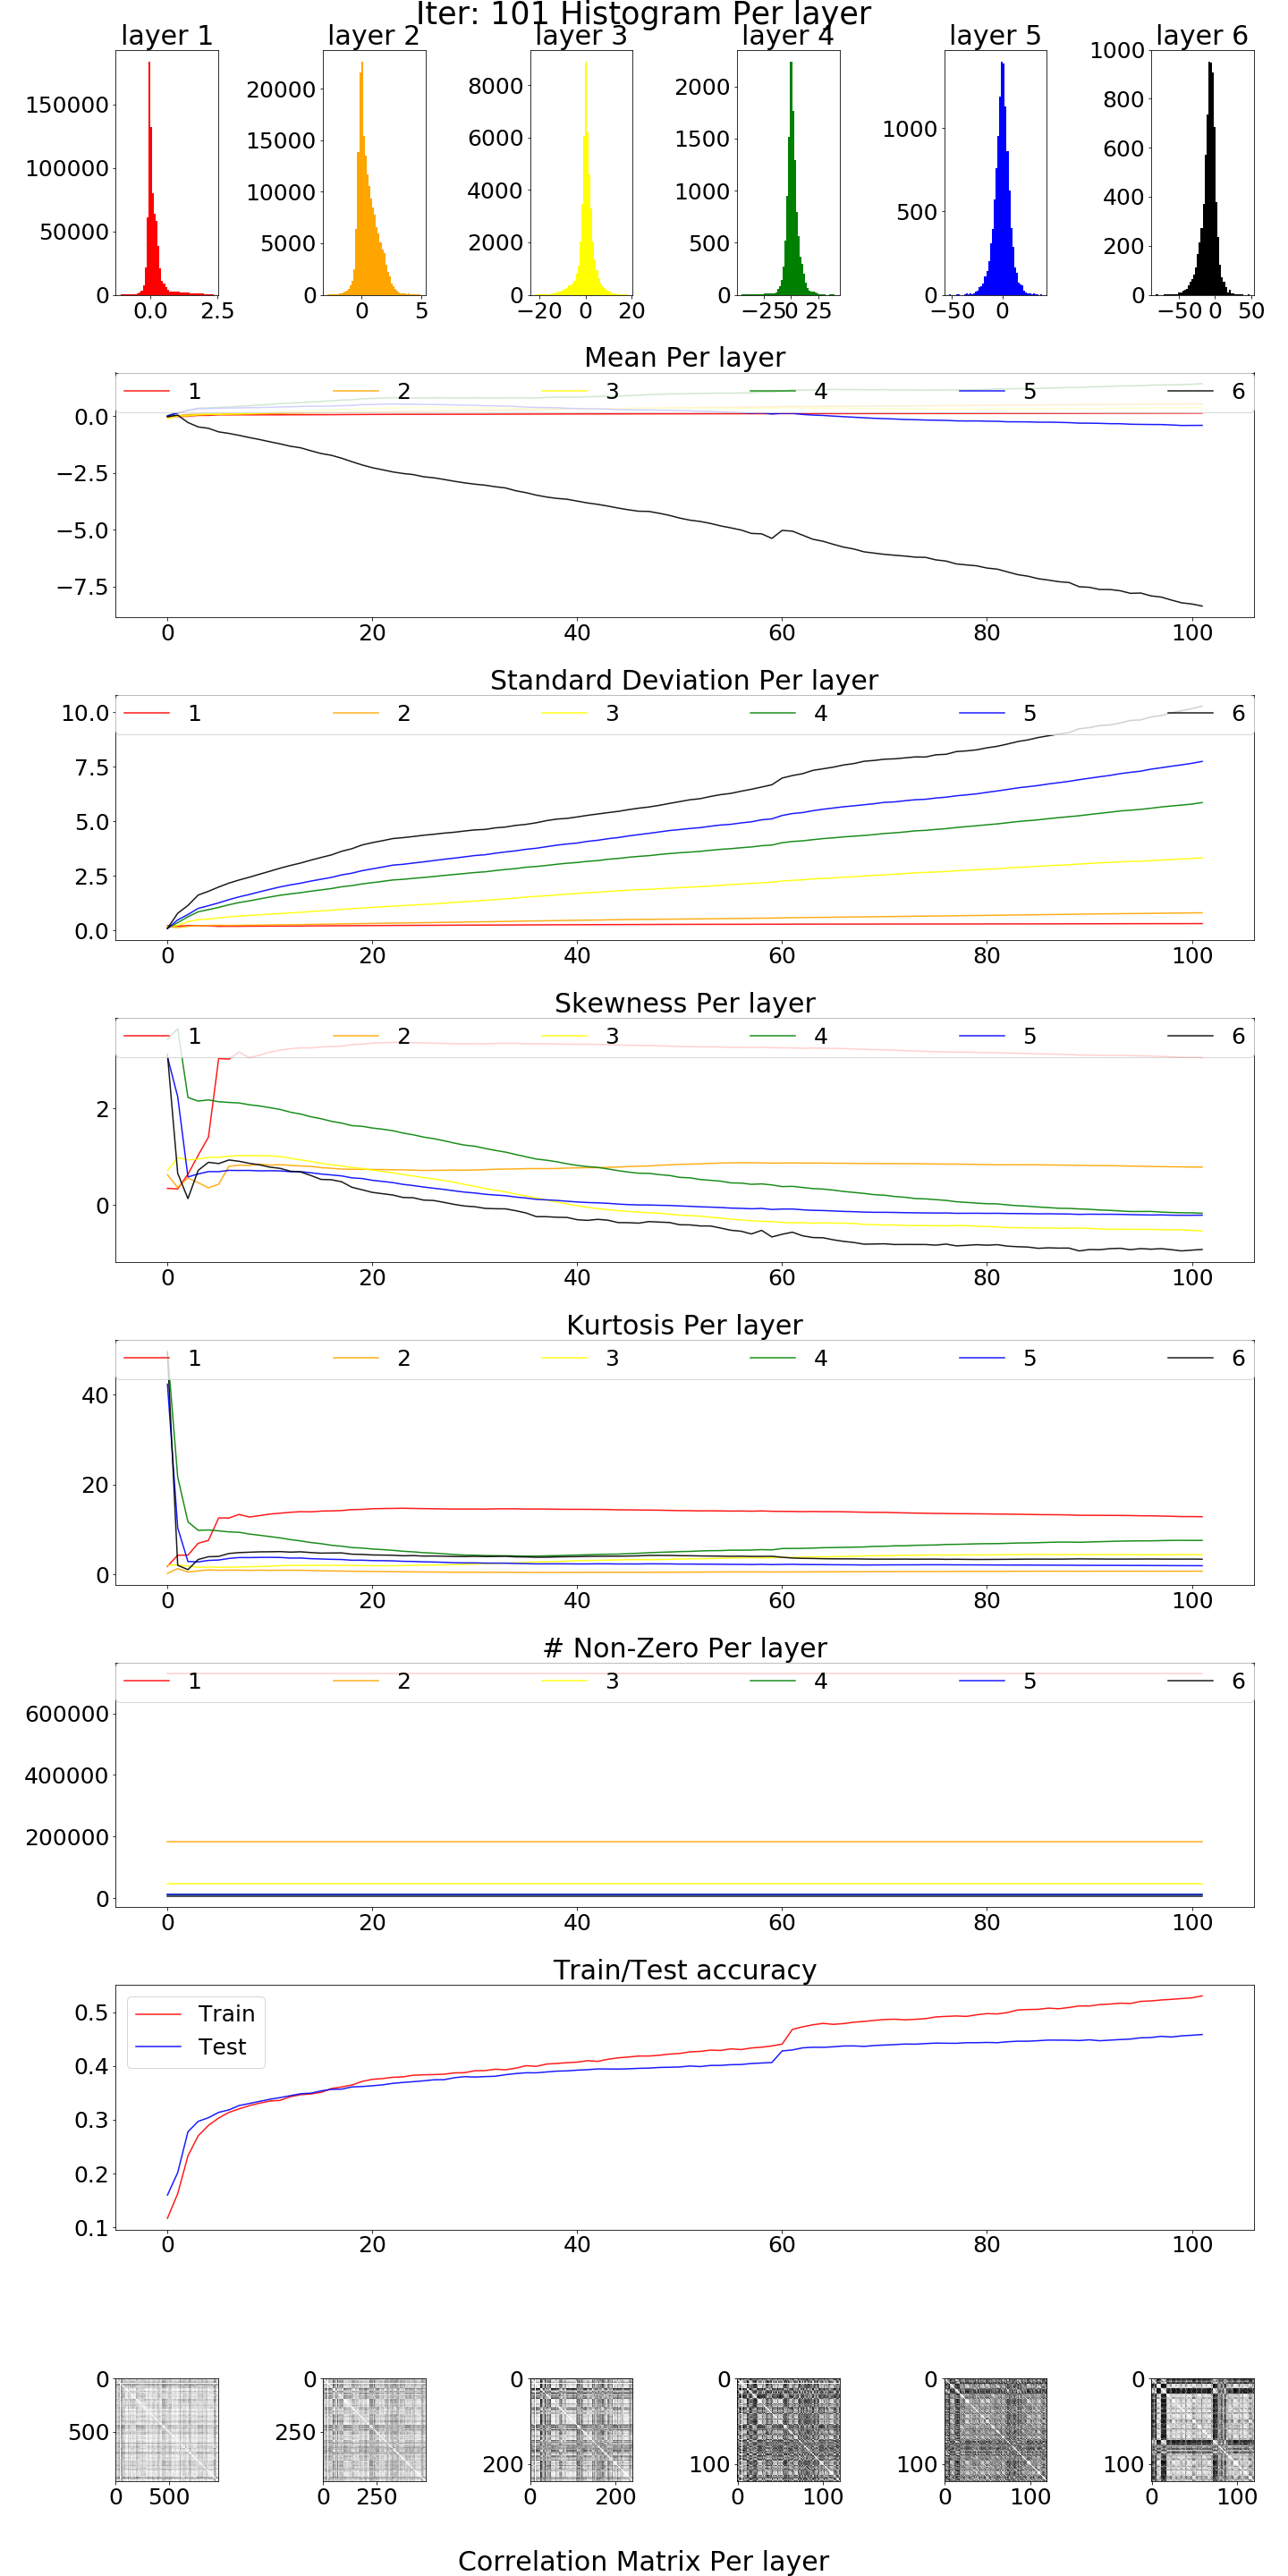 Iter: 101 Histogram Per layer
layer 1 layer 2 layer 3 layer 4 layer 5 layer 6
150000 100000 50000 0
0.0 2.5
20000 15000 10000 5000 0
0 5
8000 6000 4000 2000 0
−20 0 20
2000 1500 1000 500 0
−25 0 25
1000 500 0
−50 0
1000 800 600 400 200 0
−50 0 50
Mean Per layer
1 2 3 4 5 6
0.0
−2.5
−5.0
−7.5
0 20 40 60 80 100
Standard Deviation Per layer
1 2 3 4 5 6
10.0
7.5
5.0
2.5
0.0
0 20 40 60 80 100
Skewness Per layer
1 2 3 4 5 6
2
0
0 20 40 60 80 100
Kurtosis Per layer
1 2 3 4 5 6
40
20
0
0 20 40 60 80 100
# Non-Zero Per layer
1 2 3 4 5 6
600000
400000
200000
0
0 20 40 60 80 100
Train/Test accuracy
Train
Test
0.5
0.4
0.3
0.2
0.1
0 20 40 60 80 100
0 500
0 500
0 250
0 250
0 200
0 200
0 100
0 100
0 100
0 100
0 100
0 100
Correlation Matrix Per layer